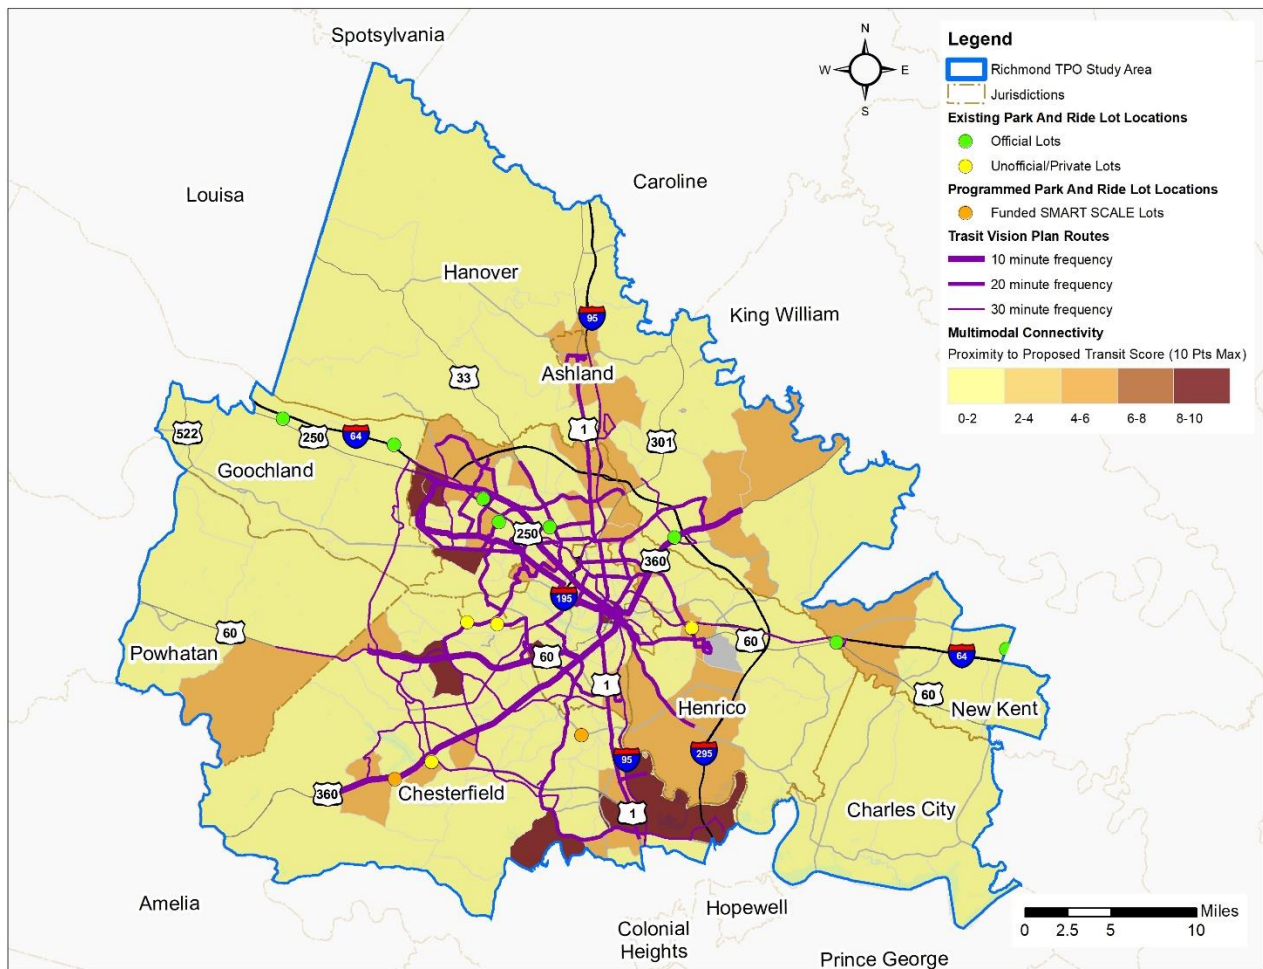 Spotsylvania
N
W
E
S
Louisa
Caroline
Hanover
King William
95
33
Ashland
1
301
522
250
64
Goochland
250
360
195
60
60
60
Powhatan
1
Henrico
64
60
New Kent
95
295
360
Chesterfield
1
Charles City
Amelia
Hopewell
Colonial
Heights
Prince George
Legend
Richmond TPO Study Area
Jurisdictions
Existing Park And Ride Lot Locations
Official Lots
Unofficial/Private Lots
Programmed Park And Ride Lot Locations
Funded SMART SCALE Lots
Trasit Vision Plan Routes
10 minute frequency
20 minute frequency
30 minute frequency
Multimodal Connectivity
Proximity to Proposed Transit Score (10 Pts Max)
0-2 2-4 4-6 6-8 8-10
Miles
0 2.5 5 10